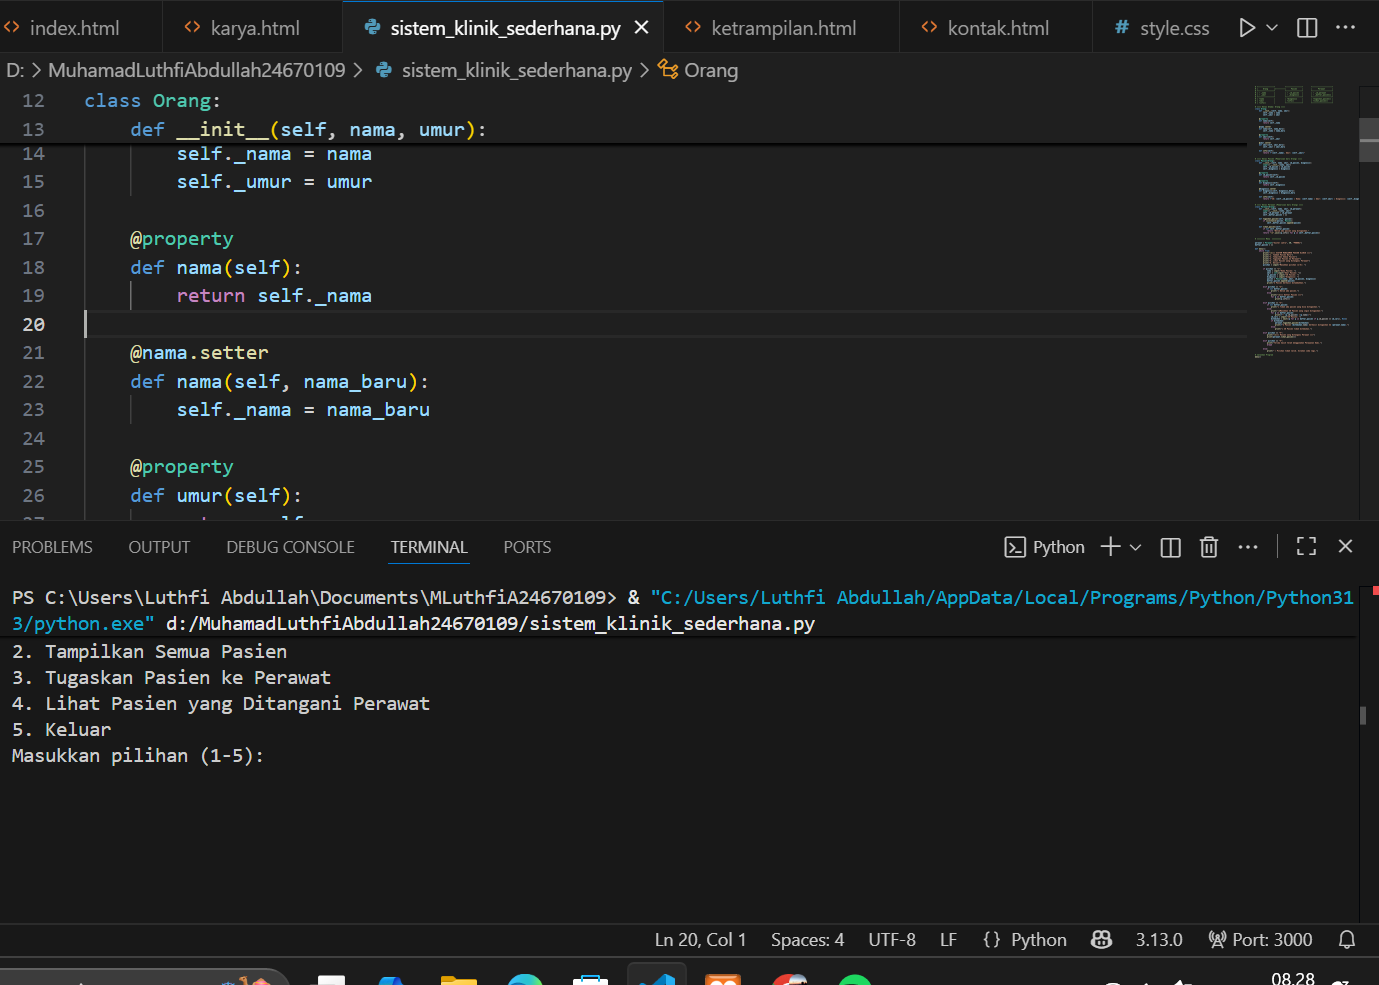 index.html karya.html sistem_klinik_sederhana.py ketrampilan.html kontak.html # style.css
D: > MuhamadLuthfiAbdullah24670109 > sistem_klinik_sederhana.py > Orang
12 class Orang:
13 def __init__(self, nama, umur):
14 self._nama = nama
15 self._umur = umur
16
17 @property
18 def nama(self):
19 return self._nama
20
21 @nama.setter
22 def nama(self, nama_baru):
23 self._nama = nama_baru
24
25 @property
26 def umur(self):
PROBLEMS OUTPUT DEBUG CONSOLE TERMINAL PORTS Python
PS C:\Users\Luthfi Abdullah\Documents\MLuthfiA24670109> & "C:/Users/Luthfi Abdullah/AppData/Local/Programs/Python/Python31
3/python.exe" d:/MuhamadLuthfiAbdullah24670109/sistem_klinik_sederhana.py
2. Tampilkan Semua Pasien
3. Tugaskan Pasien ke Perawat
4. Lihat Pasien yang Ditangani Perawat
5. Keluar
Masukkan pilihan (1-5):
Ln 20, Col 1 Spaces: 4 UTF-8 LF {} Python 3.13.0 Port: 3000
08.28